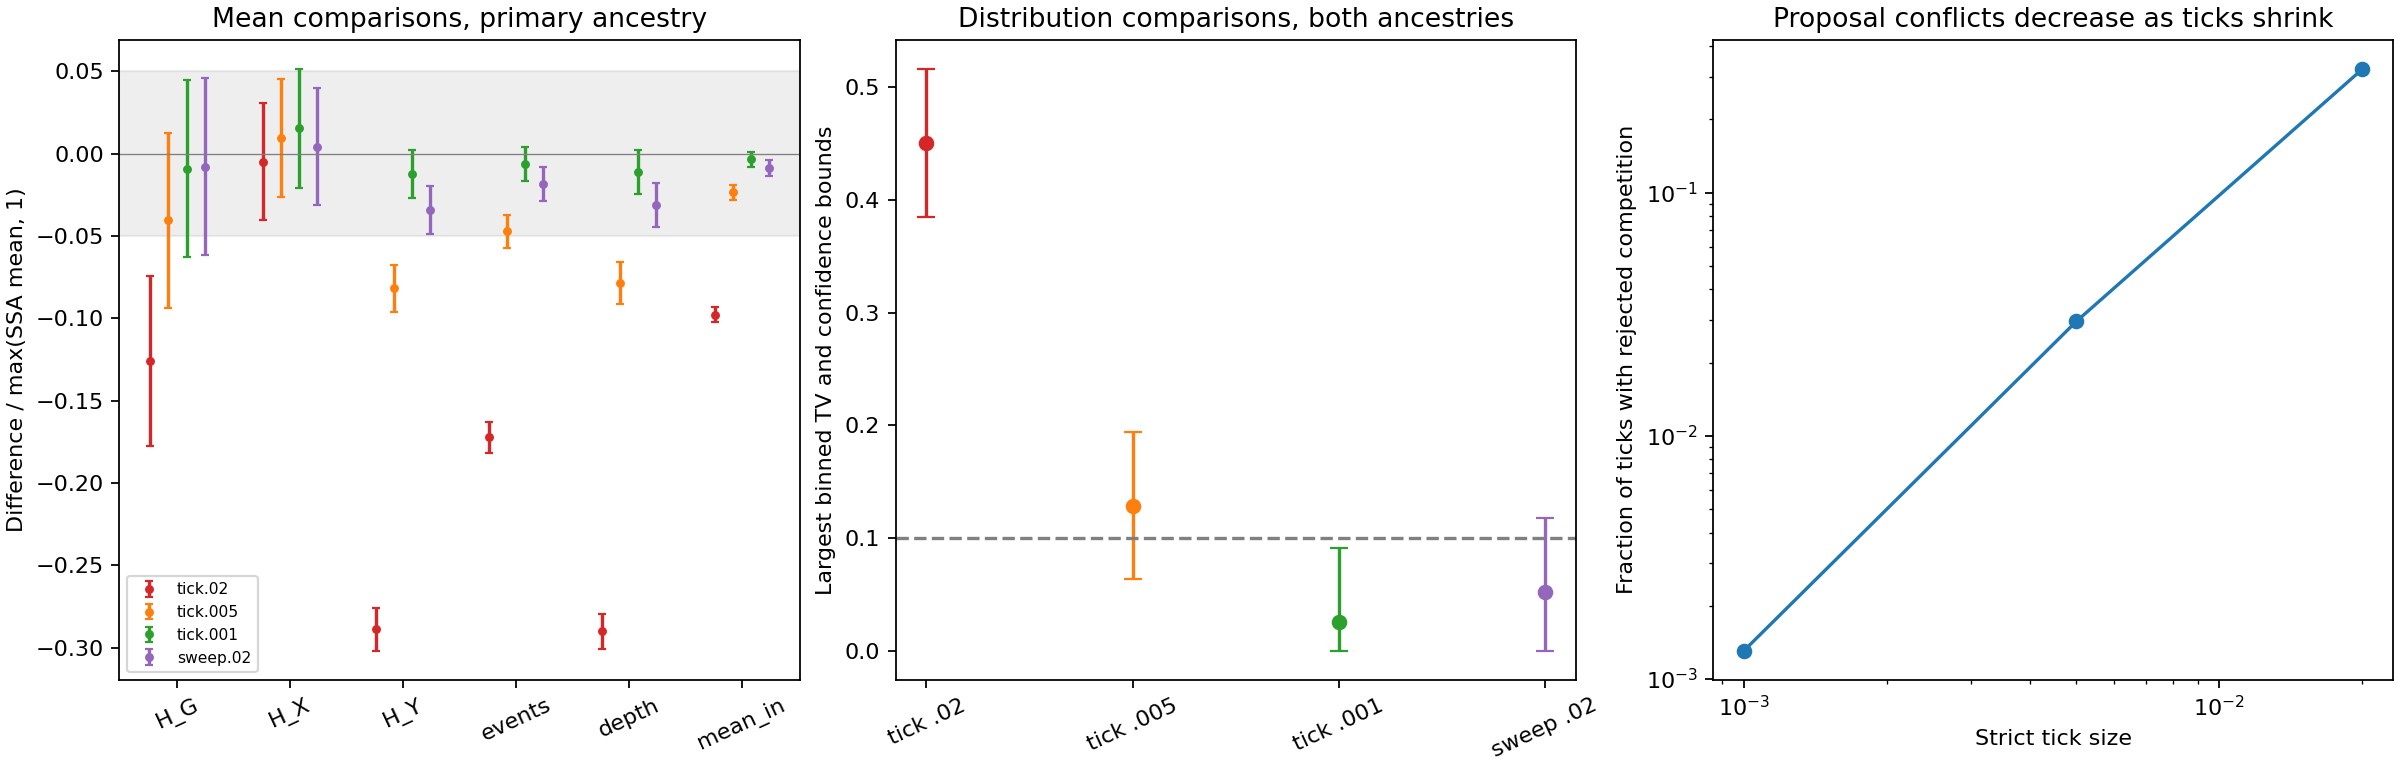 Mean comparisons, primary ancestry
Difference / max(SSA mean, 1)
0.05
0.00
−0.05
−0.10
−0.15
−0.20
−0.25
−0.30
tick.02
tick.005
tick.001
sweep.02
H_G
H_X
H_Y
events
depth
mean_in
Distribution comparisons, both ancestries
Largest binned TV and confidence bounds
0.5
0.4
0.3
0.2
0.1
0.0
tick .02
tick .005
tick .001
sweep .02
Proposal conflicts decrease as ticks shrink
Fraction of ticks with rejected competition
10⁻¹
10⁻²
10⁻³
10⁻³
10⁻²
Strict tick size